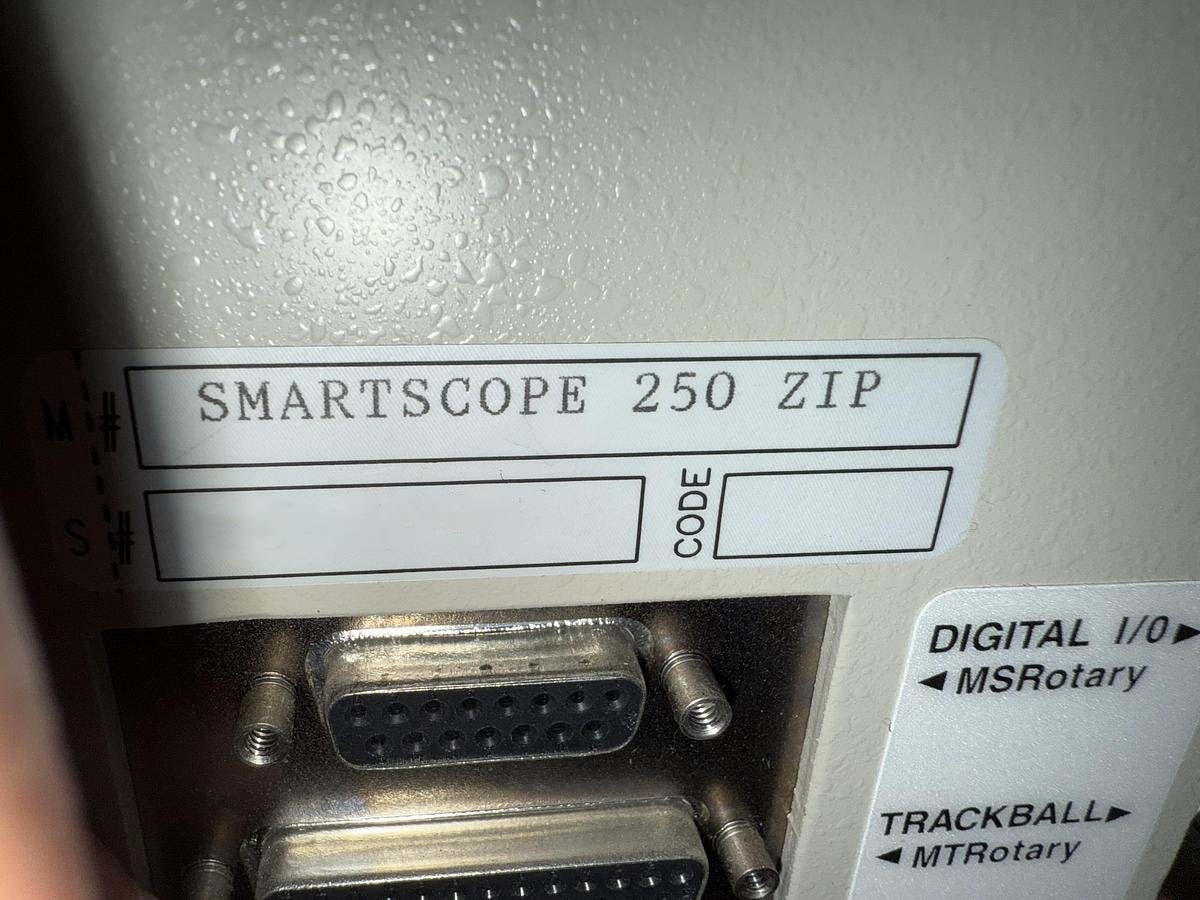 M# SMARTSCOPE 250 ZIP
S# CODE
DIGITAL I/O►
◄MSRotary
TRACKBALL►
◄MTRotary